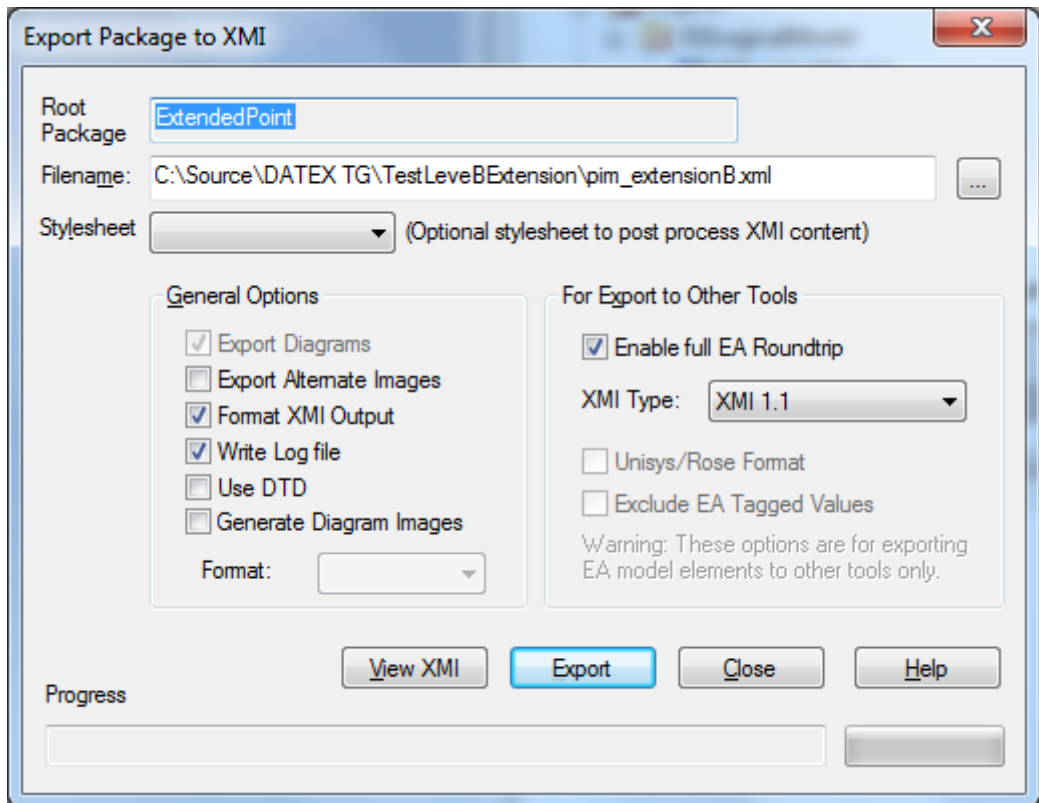 Export Package to XMI
Root
Package
ExtendedPoint
Filename:
C:\Source\DATEX TG\TestLeveBExtension\pim_extensionB.xml
...
Stylesheet
(Optional stylesheet to post process XMI content)
General Options
Export Diagrams
Export Alternate Images
Format XMI Output
Write Log file
Use DTD
Generate Diagram Images
Format:
For Export to Other Tools
Enable full EA Roundtrip
XMI Type:
XMI 1.1
Unisys/Rose Format
Exclude EA Tagged Values
Warning: These options are for exporting
EA model elements to other tools only.
View XMI
Export
Close
Help
Progress